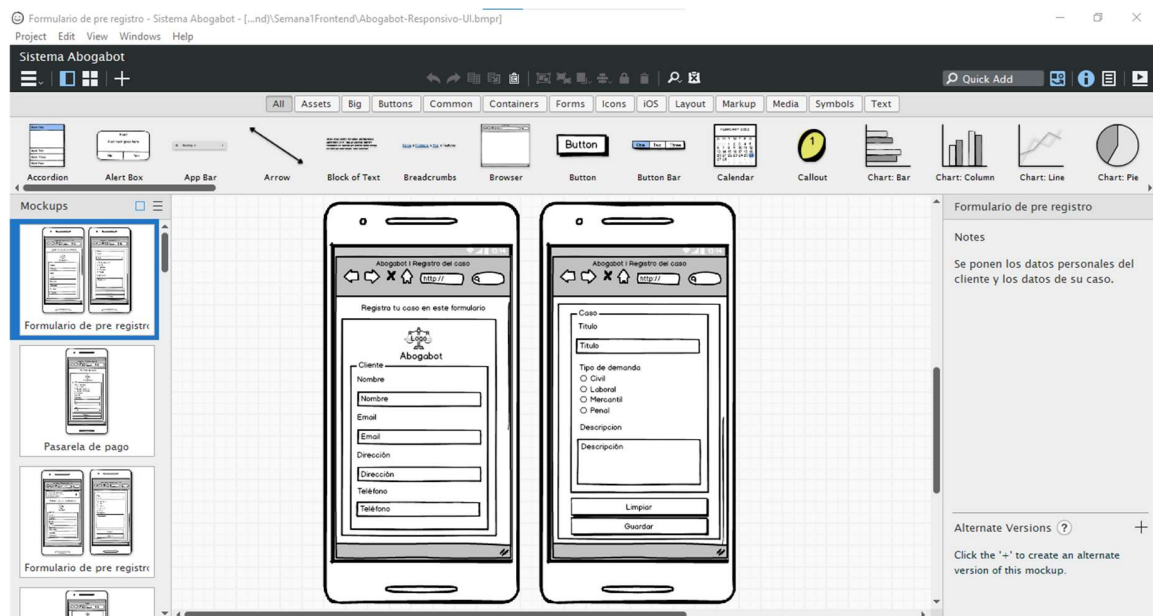 Formulario de pre registro - Sistema Abogabot - [...nd)\Semana1Frontend\Abogabot-Responsivo-UI.bmpr]
Project Edit View Windows Help
Sistema Abogabot
Quick Add
All Assets Big Buttons Common Containers Forms Icons iOS Layout Markup Media Symbols Text
Button
One Two Three
FEBRUARY 2012
1
Accordion Alert Box App Bar Arrow Block of Text Breadcrumbs Browser Button Button Bar Calendar Callout Chart: Bar Chart: Column Chart: Line Chart: Pie
Mockups
Formulario de pre registro
Pasarela de pago
Formulario de pre registro
Abogabot | Registro del caso
http://
Registra tu caso en este formulario
Logo
Abogabot
Cliente
Nombre
Nombre
Email
Email
Dirección
Dirección
Teléfono
Teléfono
Abogabot | Registro del caso
http://
Caso
Titulo
Titulo
Tipo de demanda
Civil
Laboral
Mercantil
Penal
Descripcion
Descripción
Limpiar
Guardar
Formulario de pre registro
Notes
Se ponen los datos personales del
cliente y los datos de su caso.
Alternate Versions ?
Click the '+' to create an alternate
version of this mockup.